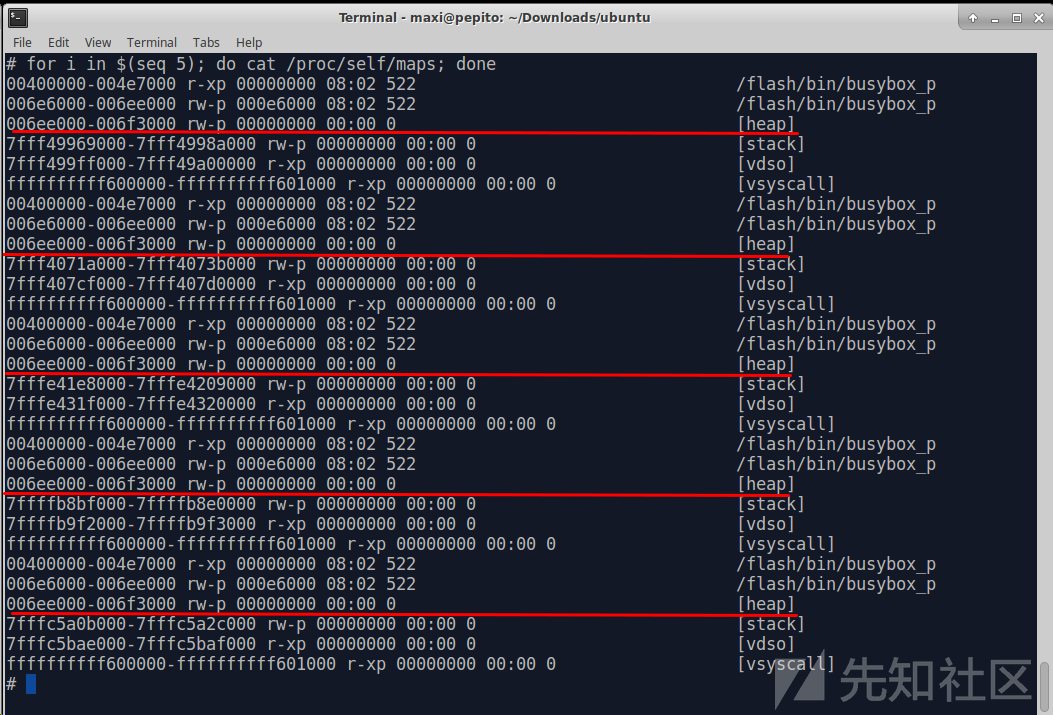 Terminal - maxi@pepito: ~/Downloads/ubuntu
File Edit View Terminal Tabs Help
# for i in $(seq 5); do cat /proc/self/maps; done
00400000-004e7000 r-xp 00000000 08:02 522 /flash/bin/busybox_p
006e6000-006ee000 rw-p 000e6000 08:02 522 /flash/bin/busybox_p
006ee000-006f3000 rw-p 00000000 00:00 0 [heap]
7fff49969000-7fff4998a000 rw-p 00000000 00:00 0 [stack]
7fff499ff000-7fff49a00000 r-xp 00000000 00:00 0 [vdso]
ffffffffff600000-ffffffffff601000 r-xp 00000000 00:00 0 [vsyscall]
00400000-004e7000 r-xp 00000000 08:02 522 /flash/bin/busybox_p
006e6000-006ee000 rw-p 000e6000 08:02 522 /flash/bin/busybox_p
006ee000-006f3000 rw-p 00000000 00:00 0 [heap]
7fff4071a000-7fff4073b000 rw-p 00000000 00:00 0 [stack]
7fff407cf000-7fff407d0000 r-xp 00000000 00:00 0 [vdso]
ffffffffff600000-ffffffffff601000 r-xp 00000000 00:00 0 [vsyscall]
00400000-004e7000 r-xp 00000000 08:02 522 /flash/bin/busybox_p
006e6000-006ee000 rw-p 000e6000 08:02 522 /flash/bin/busybox_p
006ee000-006f3000 rw-p 00000000 00:00 0 [heap]
7fffe41e8000-7fffe4209000 rw-p 00000000 00:00 0 [stack]
7fffe431f000-7fffe4320000 r-xp 00000000 00:00 0 [vdso]
ffffffffff600000-ffffffffff601000 r-xp 00000000 00:00 0 [vsyscall]
00400000-004e7000 r-xp 00000000 08:02 522 /flash/bin/busybox_p
006e6000-006ee000 rw-p 000e6000 08:02 522 /flash/bin/busybox_p
006ee000-006f3000 rw-p 00000000 00:00 0 [heap]
7ffffb8bf000-7ffffb8e0000 rw-p 00000000 00:00 0 [stack]
7ffffb9f2000-7ffffb9f3000 r-xp 00000000 00:00 0 [vdso]
ffffffffff600000-ffffffffff601000 r-xp 00000000 00:00 0 [vsyscall]
00400000-004e7000 r-xp 00000000 08:02 522 /flash/bin/busybox_p
006e6000-006ee000 rw-p 000e6000 08:02 522 /flash/bin/busybox_p
006ee000-006f3000 rw-p 00000000 00:00 0 [heap]
7fffc5a0b000-7fffc5a2c000 rw-p 00000000 00:00 0 [stack]
7fffc5bae000-7fffc5baf000 r-xp 00000000 00:00 0 [vdso]
ffffffffff600000-ffffffffff601000 r-xp 00000000 00:00 0 [vsyscall]
#
先知社区